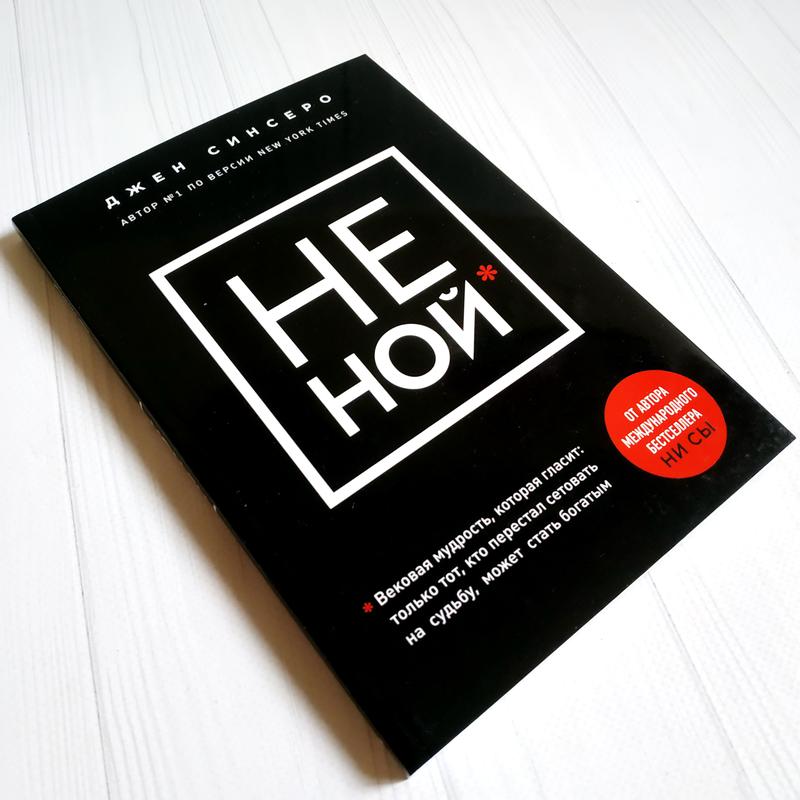 ДЖЕН СИНСЕРО
АВТОР №1 ПО ВЕРСИИ NEW YORK TIMES
НЕ
НОЙ*
ОТ АВТОРА
МЕЖДУНАРОДНОГО
БЕСТСЕЛЛЕРА
НИ СЫ
* Вековая мудрость, которая гласит:
только тот, кто перестал сетовать
на судьбу, может стать богатым